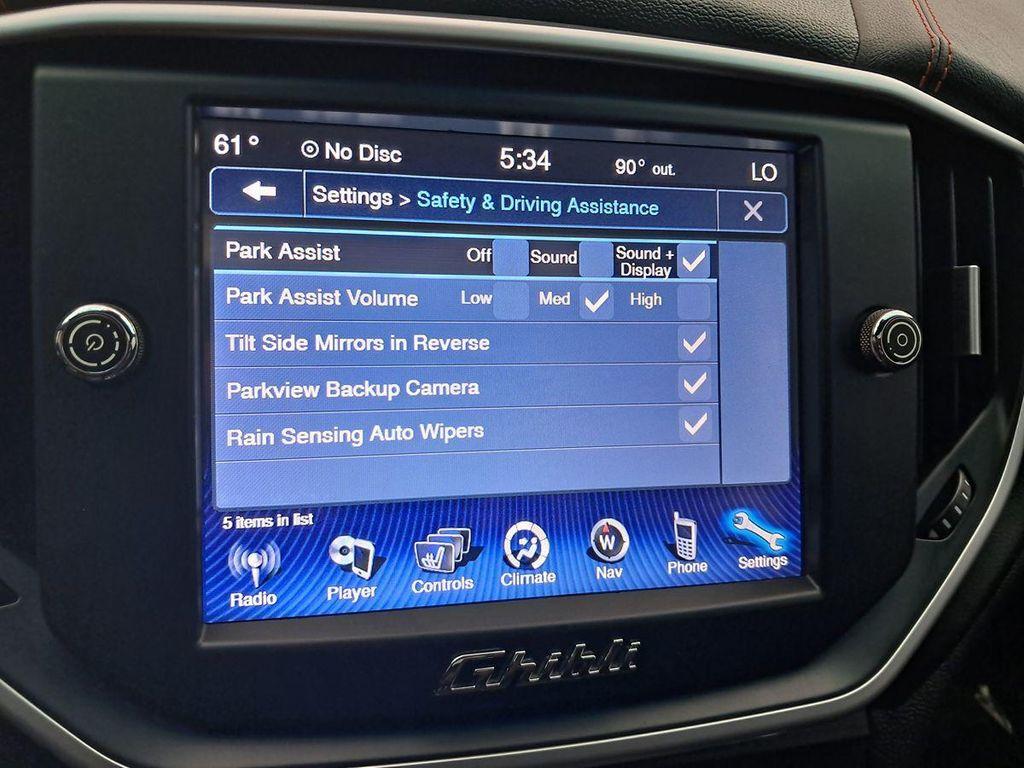 61° No Disc 5:34 90° out. LO
Settings > Safety & Driving Assistance
Park Assist Off Sound Sound +
Display
Park Assist Volume Low Med High
Tilt Side Mirrors in Reverse
Parkview Backup Camera
Rain Sensing Auto Wipers
5 items in list
Radio Player Controls Climate Nav Phone Settings
W
Ghibli